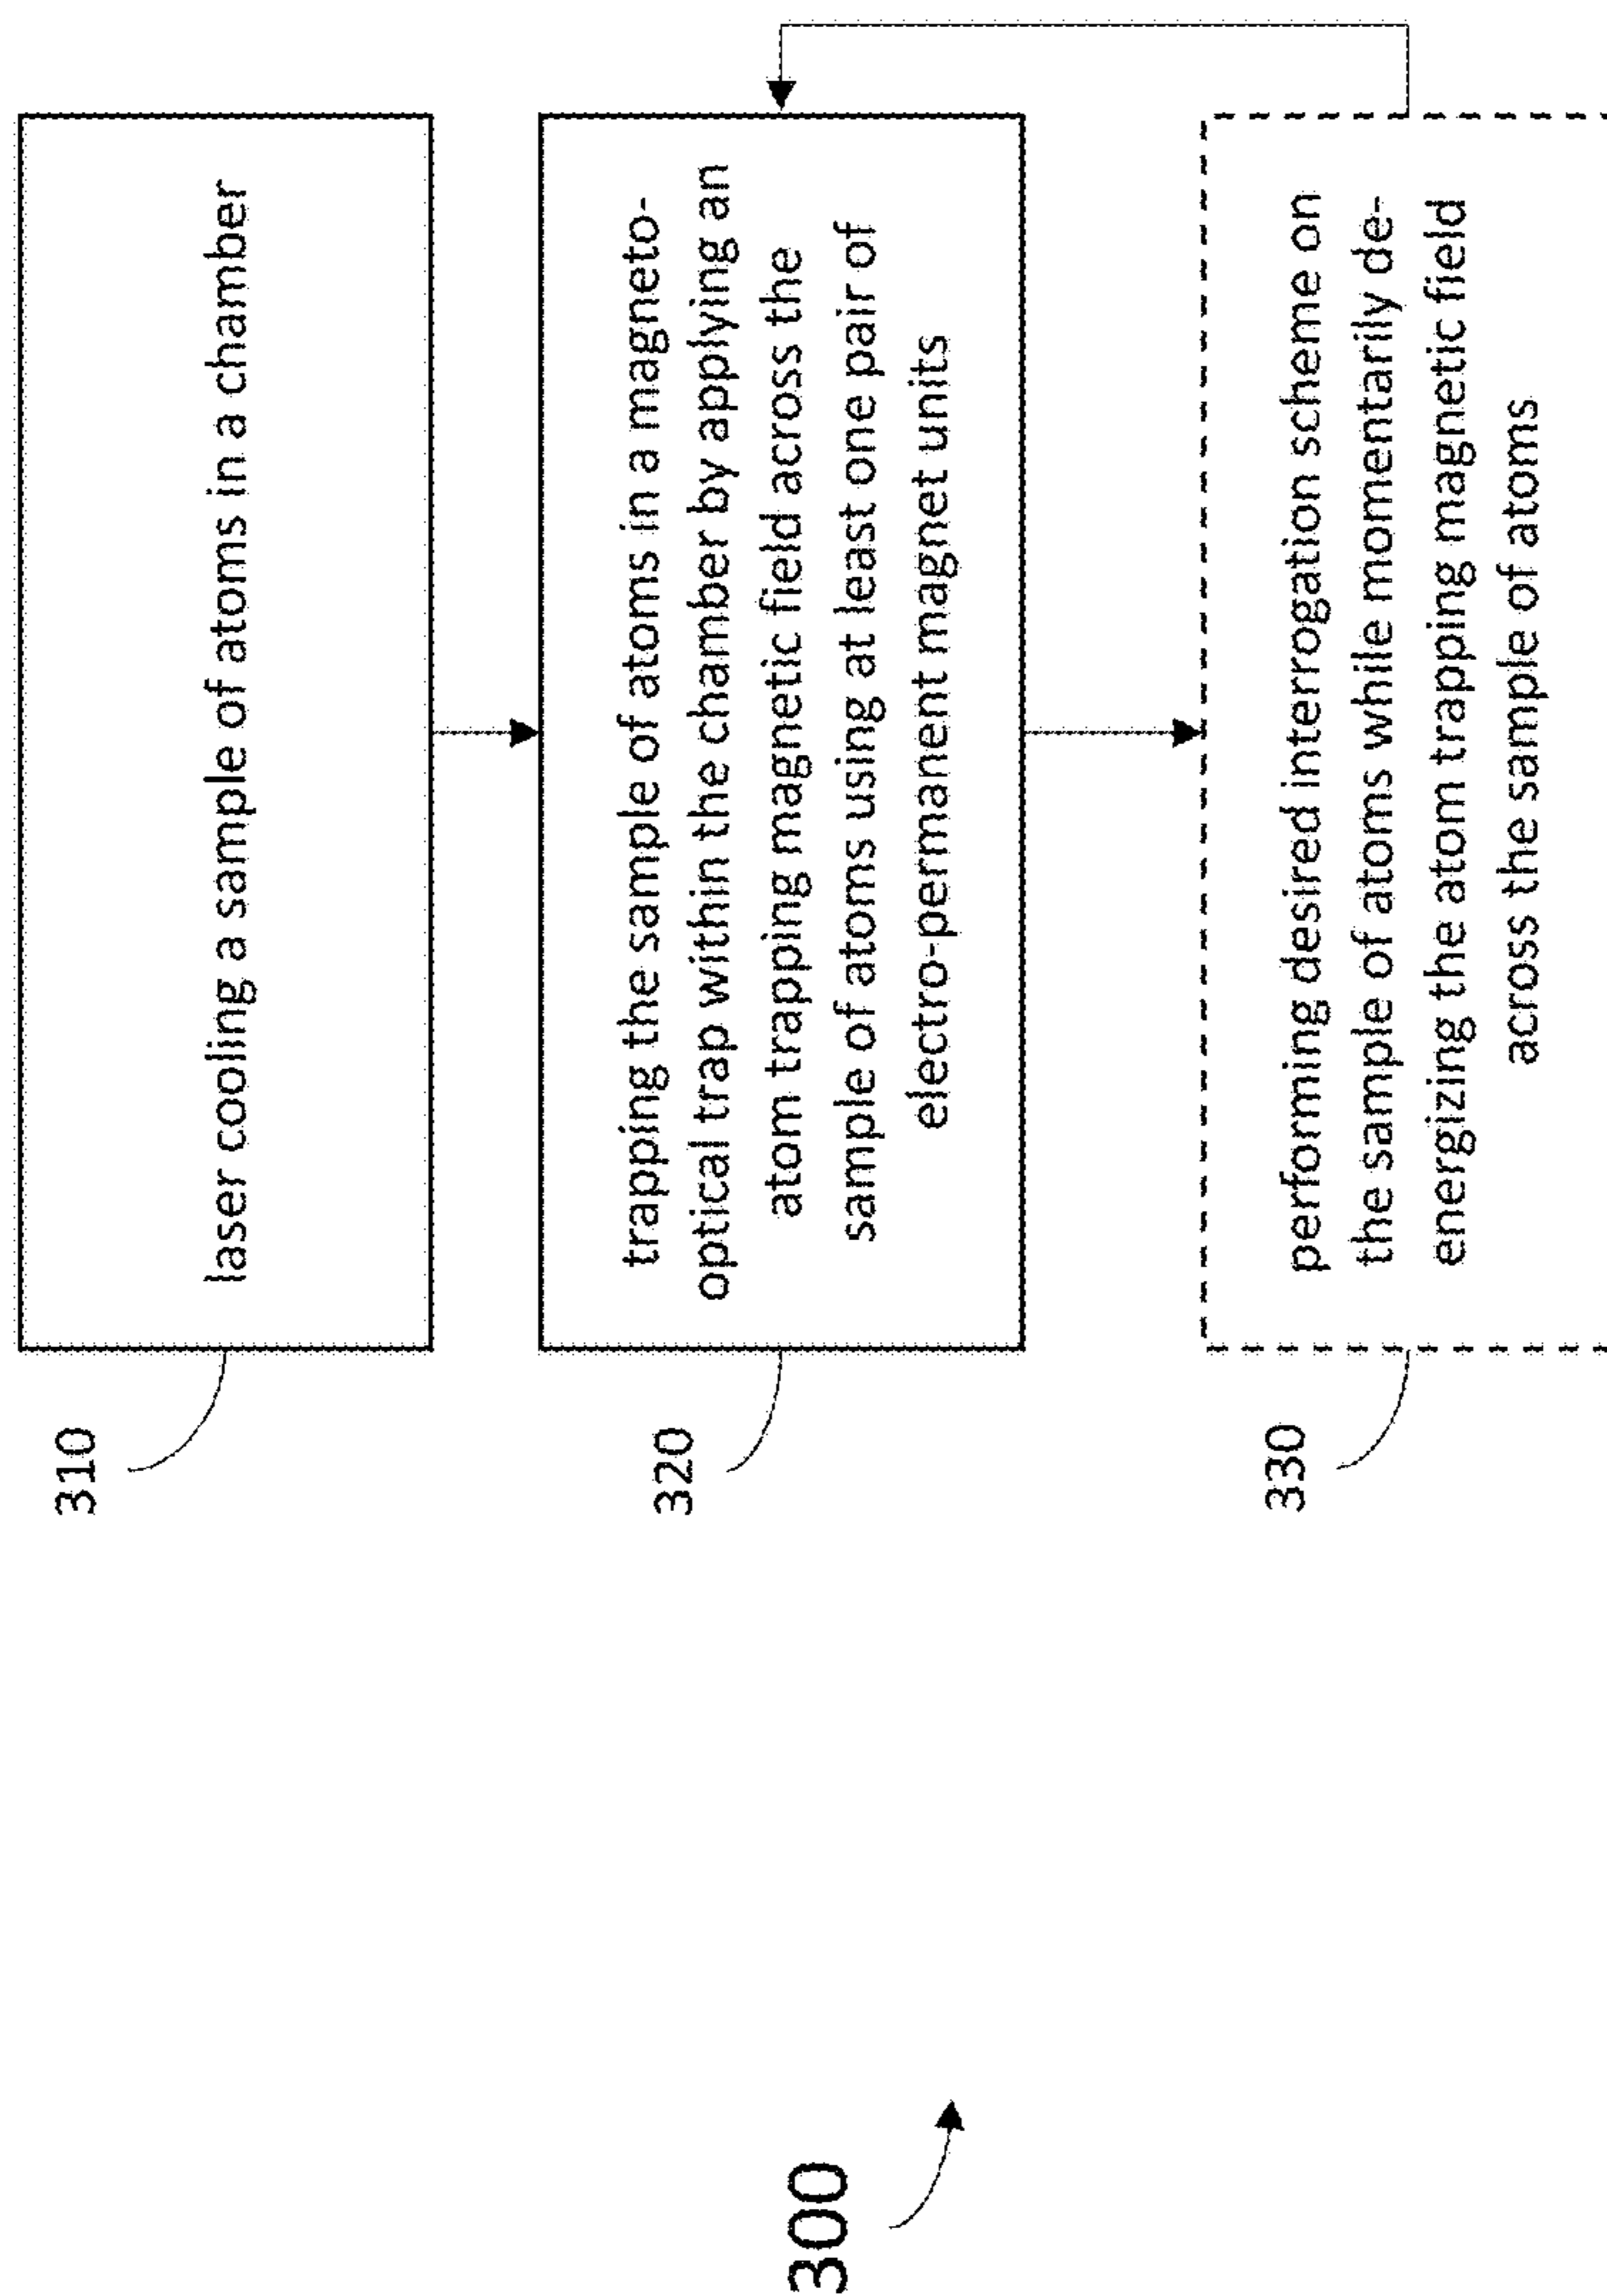 300
310
laser cooling a sample of atoms in a chamber
320
trapping the sample of atoms in a magneto-
optical trap within the chamber by applying an
atom trapping magnetic field across the
sample of atoms using at least one pair of
electro-permanent magnet units
330
performing desired interrogation scheme on
the sample of atoms while momentarily de-
energizing the atom trapping magnetic field
across the sample of atoms